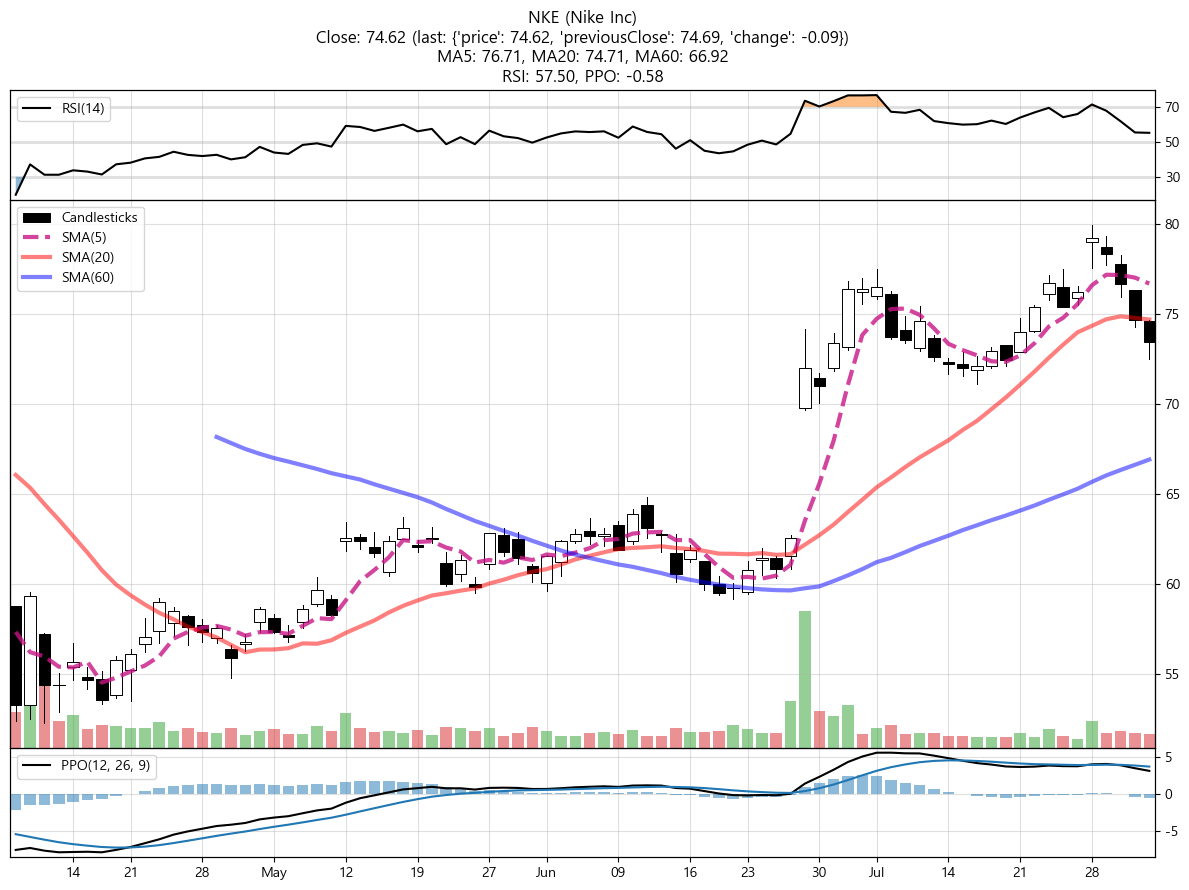 NKE (Nike Inc)
Close: 74.62 (last: {'price': 74.62, 'previousClose': 74.69, 'change': -0.09})
MA5: 76.71, MA20: 74.71, MA60: 66.92
RSI: 57.50, PPO: -0.58
RSI(14)
70
50
30
Candlesticks
SMA(5)
SMA(20)
SMA(60)
80
75
70
65
60
55
PPO(12, 26, 9)
5
0
-5
14 21 28 May 12 19 27 Jun 09 16 23 30 Jul 14 21 28